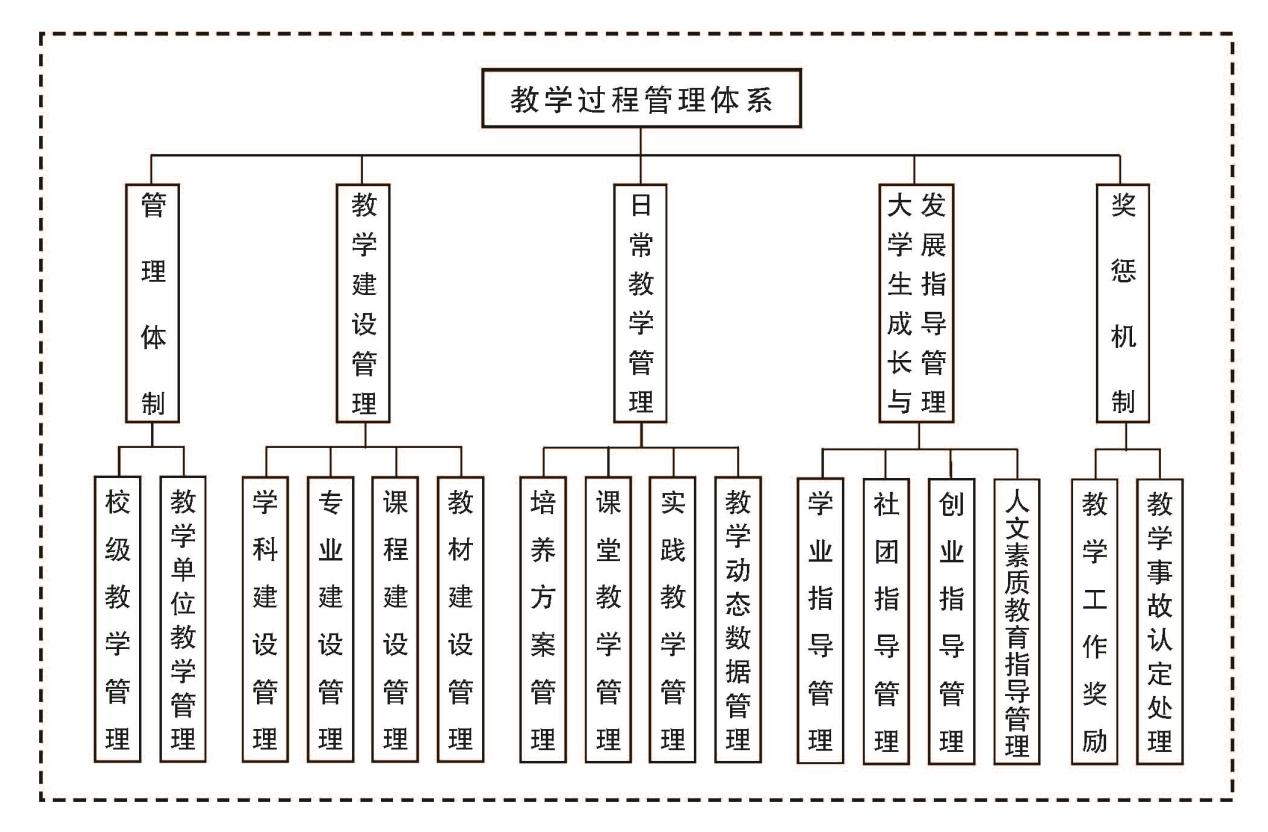 教学过程管理体系
管理体制
教学建设管理
日常教学管理
大学生成长与
发展指导管理
奖惩机制
校级教学管理
教学单位教学管理
学科建设管理
专业建设管理
课程建设管理
教材建设管理
培养方案管理
课堂教学管理
实践教学管理
教学动态数据管理
学业指导管理
社团指导管理
创业指导管理
人文素质教育指导管理
教学工作奖励
教学事故认定处理